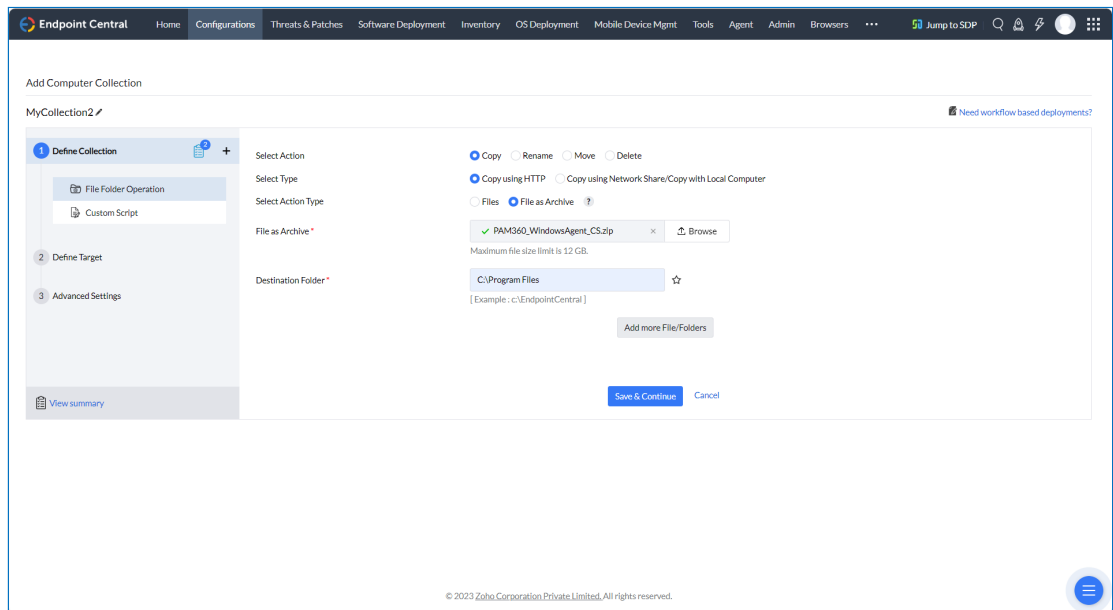 Endpoint Central Home Configurations Threats & Patches Software Deployment Inventory OS Deployment Mobile Device Mgmt Tools Agent Admin Browsers ••• Jump to SDP
Add Computer Collection
MyCollection2
Need workflow based deployments?
1 Define Collection 2 +
File Folder Operation
Custom Script
2 Define Target
3 Advanced Settings
View summary
Select Action Copy Rename Move Delete
Select Type Copy using HTTP Copy using Network Share/Copy with Local Computer
Select Action Type Files File as Archive ?
File as Archive * PAM360_WindowsAgent_CS.zip × Browse
Maximum file size limit is 12 GB.
Destination Folder * C:\Program Files
[ Example : c:\EndpointCentral ]
Add more File/Folders
Save & Continue Cancel
© 2023 Zoho Corporation Private Limited. All rights reserved.